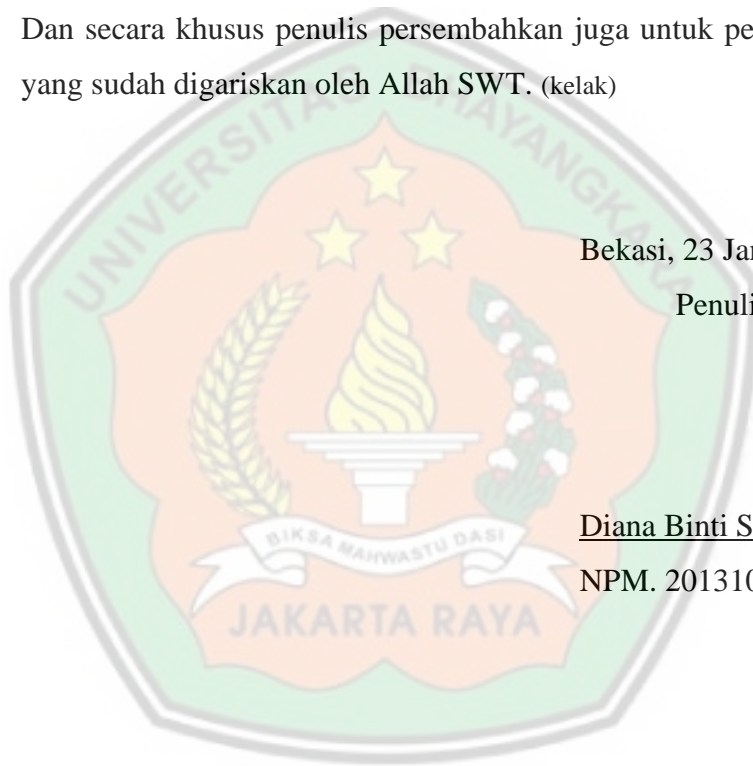 Dan secara khusus penulis persembahkan juga untuk pe
yang sudah digariskan oleh Allah SWT. (kelak)
UNIVERSITAS BHAYANGKARA
Bekasi, 23 Jan
Penuli
Diana Binti S
NPM. 201310
BIKSA MAHWASTU DASI
JAKARTA RAYA